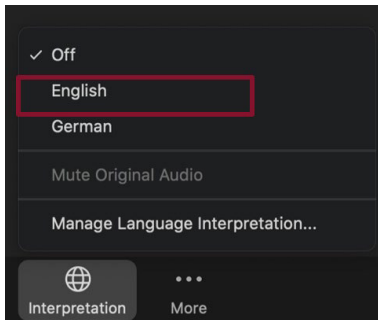 ✓ Off
English
German
Mute Original Audio
Manage Language Interpretation...
Interpretation
More